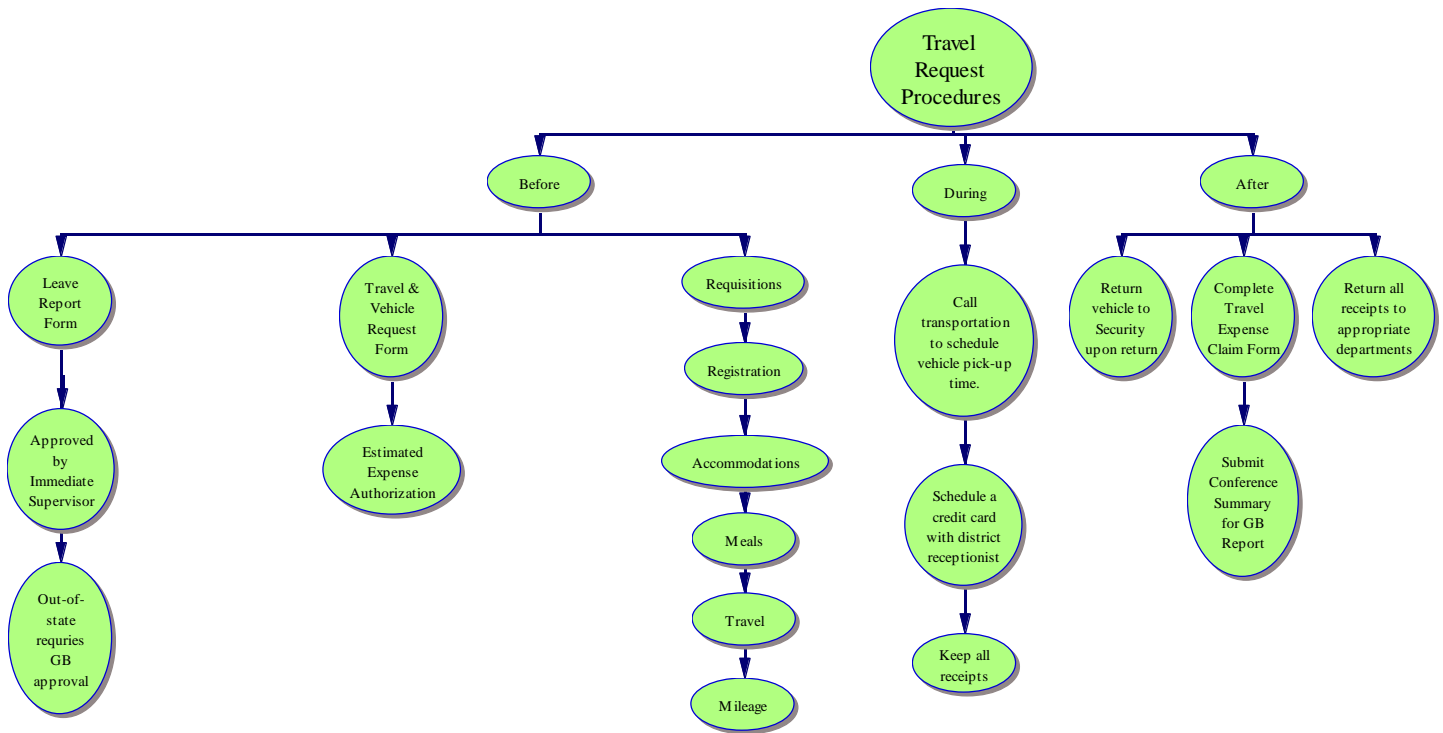 Travel
Request
Procedures
Before
During
After
Leave
Report
Form
Travel &
Vehicle
Request
Form
Requisitions
Call
transportation
to schedule
vehicle pick-up
time.
Return
vehicle to
Security
upon return
Complete
Travel
Expense
Claim Form
Return all
receipts to
appropriate
departments
Registration
Approved
by
Immediate
Supervisor
Estimated
Expense
Authorization
Accommodations
Schedule a
credit card
with district
receptionist
Submit
Conference
Summary
for GB
Report
Meals
Out-of-
state
requries
GB
approval
Travel
Keep all
receipts
Mileage